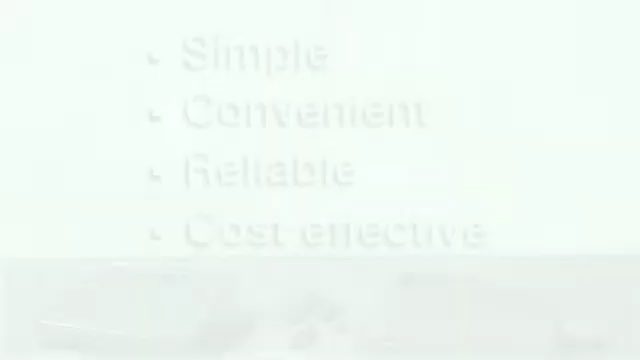 • Simple
• Convenient
• Reliable
• Cost effective